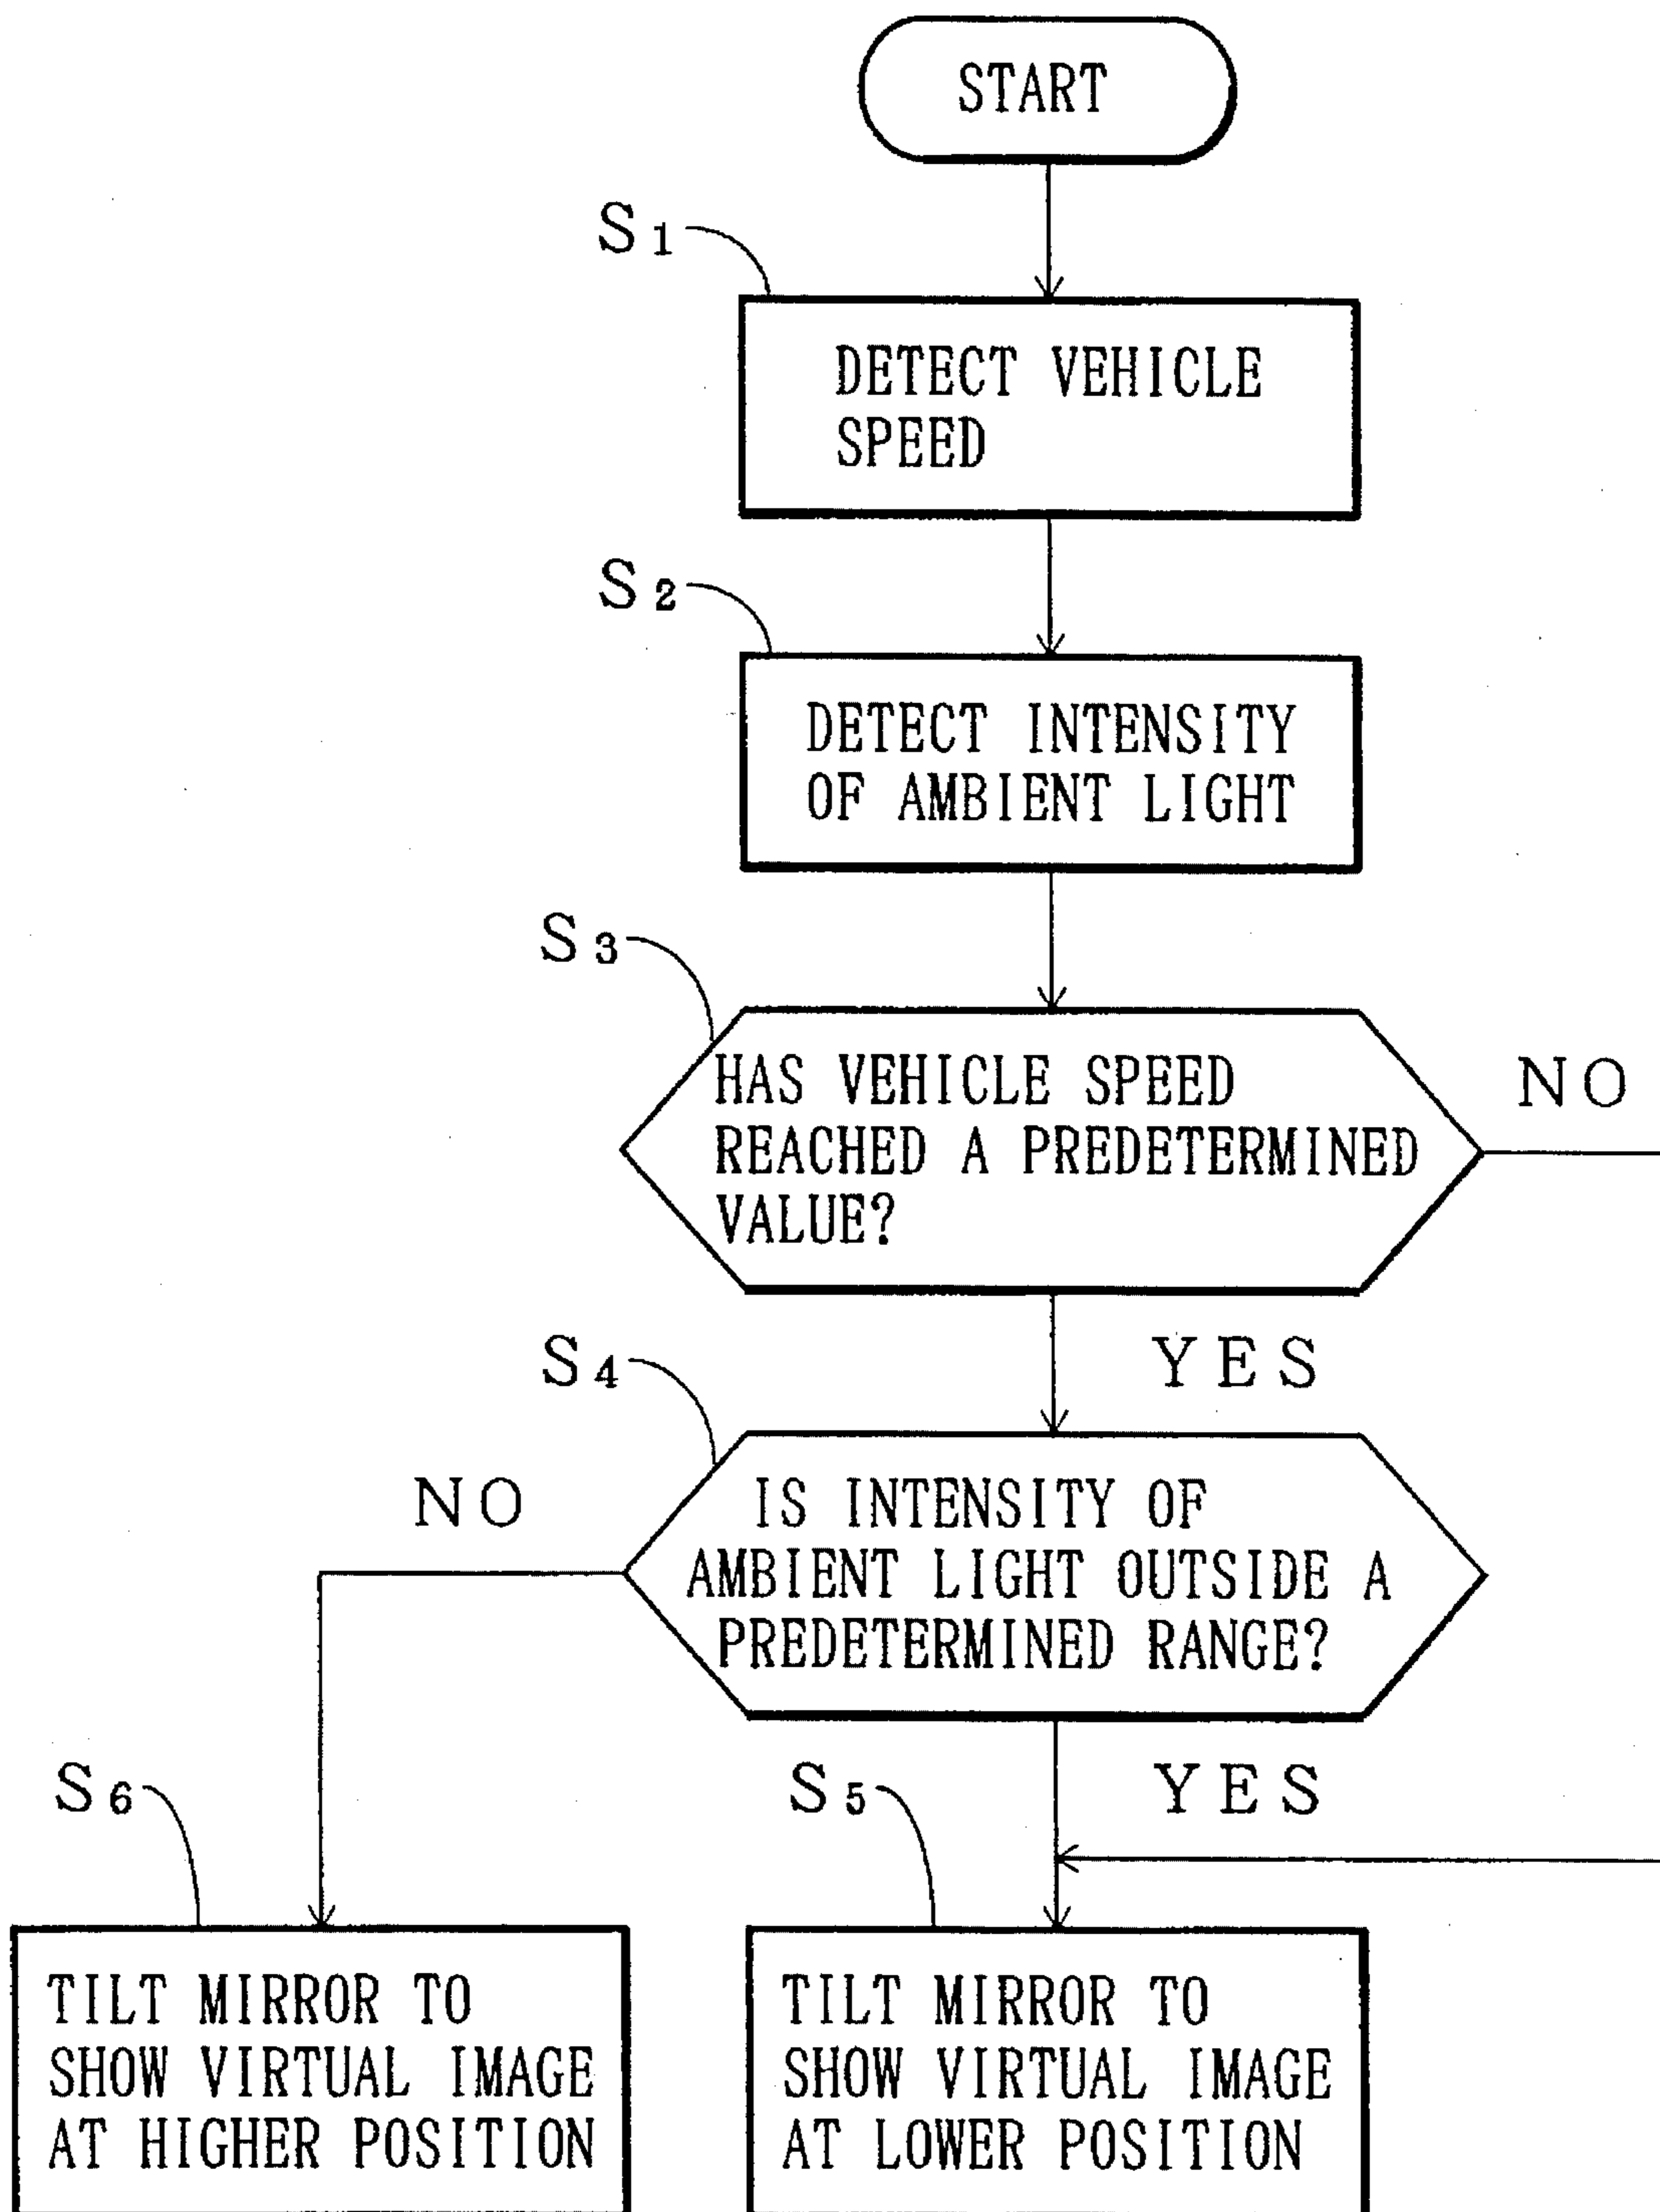 START
S1
DETECT VEHICLE
SPEED
S2
DETECT INTENSITY
OF AMBIENT LIGHT
S3
HAS VEHICLE SPEED
REACHED A PREDETERMINED
VALUE?
NO
YES
S4
IS INTENSITY OF
AMBIENT LIGHT OUTSIDE A
PREDETERMINED RANGE?
NO
YES
S6
TILT MIRROR TO
SHOW VIRTUAL IMAGE
AT HIGHER POSITION
S5
TILT MIRROR TO
SHOW VIRTUAL IMAGE
AT LOWER POSITION